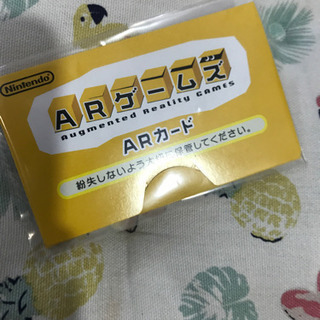 Nintendo
ARゲームズ
Augmented Reality GAMES
ARカード
紛失しないよう大切に保管してください。